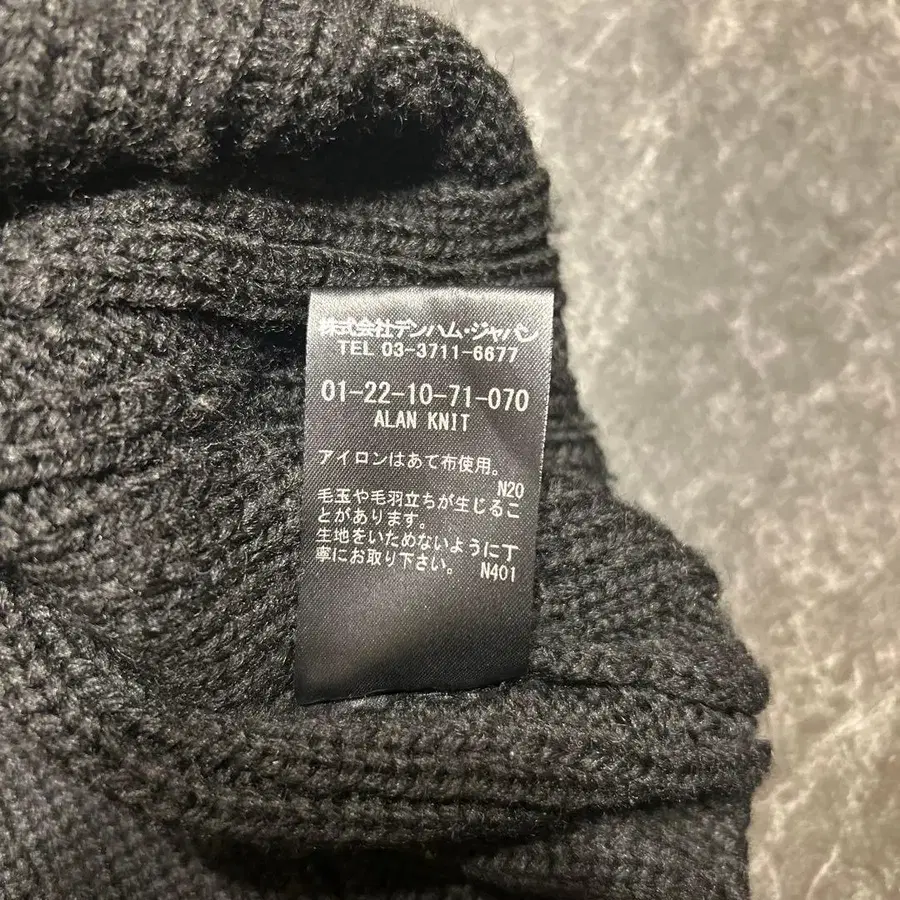 株式会社デンハム・ジャパン
TEL 03-3711-6677
01-22-10-71-070
ALAN KNIT
アイロンはあて布使用。
N20
毛玉や毛羽立ちが生じるこ
とがあります。
生地をいためないように丁
寧にお取り下さい。 N401